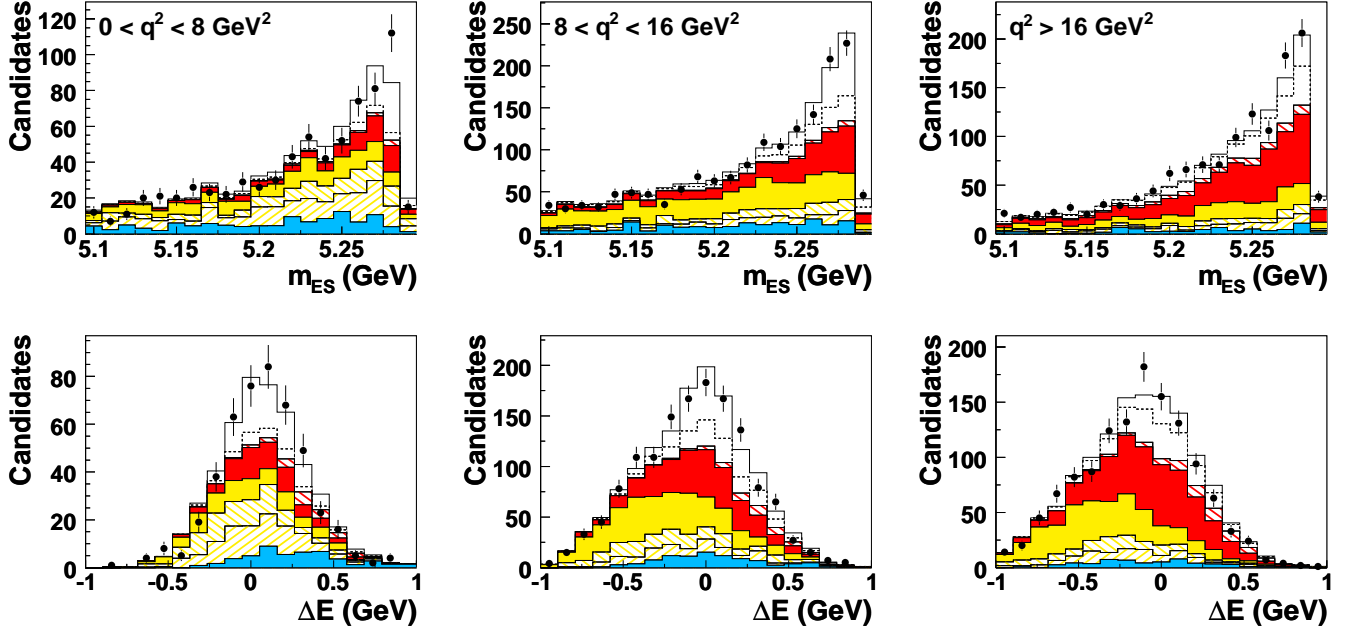 0 < q² < 8 GeV²
Candidates
120
100
80
60
40
20
0
5.1 5.15 5.2 5.25
m_ES (GeV)
8 < q² < 16 GeV²
Candidates
250
200
150
100
50
0
5.1 5.15 5.2 5.25
m_ES (GeV)
q² > 16 GeV²
Candidates
200
150
100
50
0
5.1 5.15 5.2 5.25
m_ES (GeV)
Candidates
80
60
40
20
0
-1 -0.5 0 0.5 1
ΔE (GeV)
Candidates
200
150
100
50
0
-1 -0.5 0 0.5 1
ΔE (GeV)
Candidates
200
150
100
50
0
-1 -0.5 0 0.5 1
ΔE (GeV)